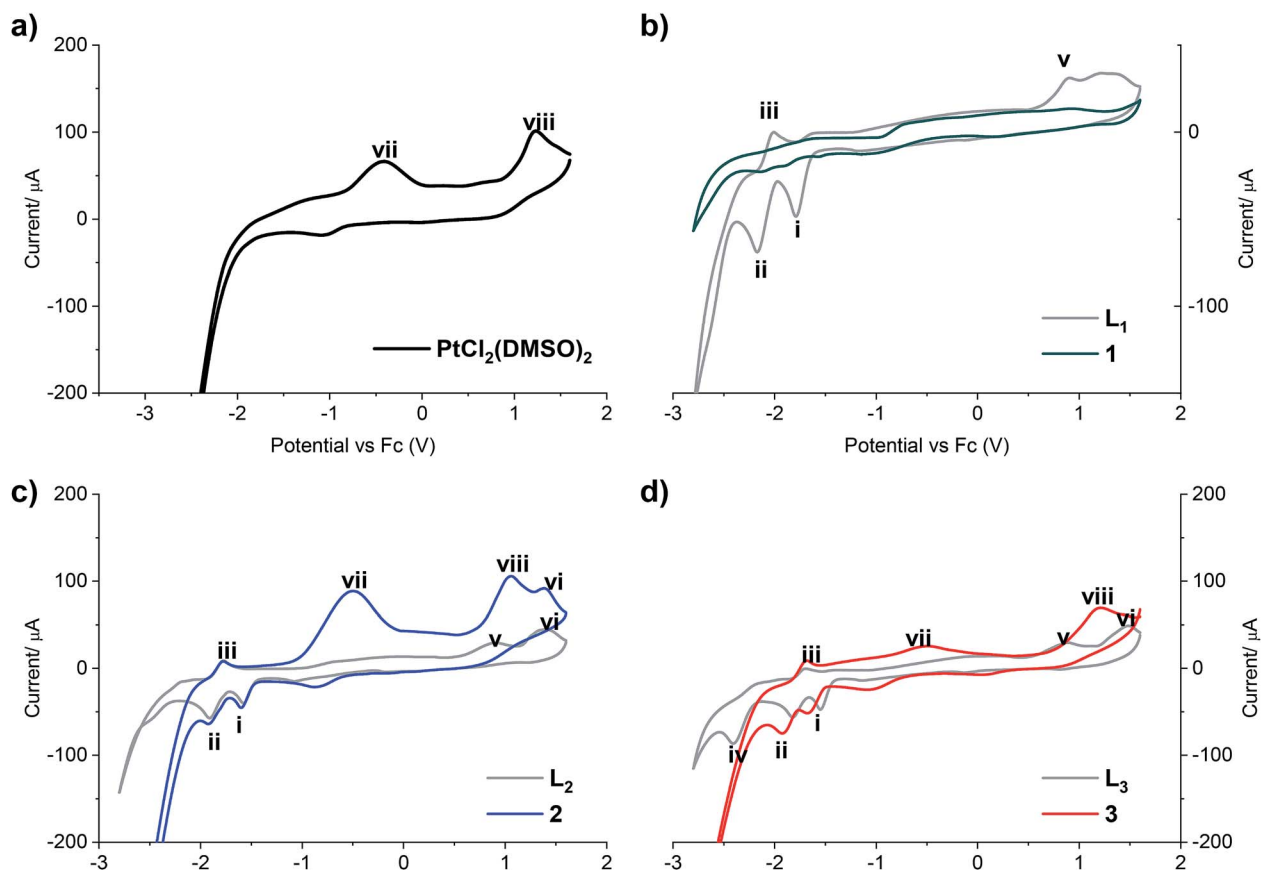 a)
200
100
0
-100
-200
Current/ μA
vii
viii
PtCl₂(DMSO)₂
-3
-2
-1
0
1
2
Potential vs Fc (V)
b)
v
iii
i
ii
L₁
1
0
-100
Current/ μA
-3
-2
-1
0
1
2
Potential vs Fc (V)
c)
200
100
0
-100
-200
Current/ μA
vii
viii
vi
iii
v
vi
ii
i
L₂
2
-3
-2
-1
0
1
2
d)
viii
vi
iii
vii
v
iv
ii
i
L₃
3
200
100
0
-100
-200
Current/ μA
-3
-2
-1
0
1
2